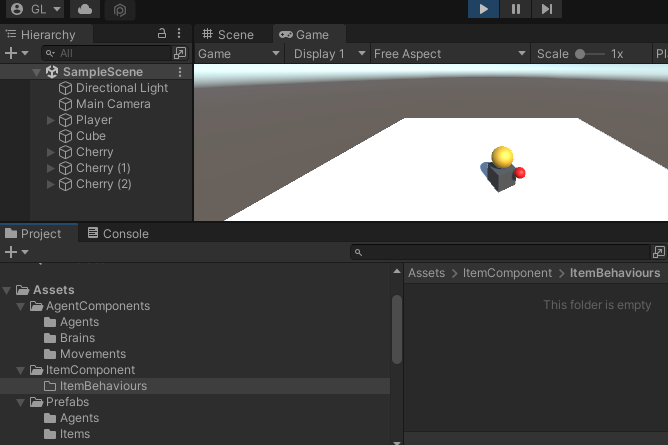 GL
Hierarchy
All
SampleScene
Directional Light
Main Camera
Player
Cube
Cherry
Cherry (1)
Cherry (2)
Scene
Game
Game
Display 1
Free Aspect
Scale
1x
Project
Console
Assets
AgentComponents
Agents
Brains
Movements
ItemComponent
ItemBehaviours
Prefabs
Agents
Items
Assets > ItemComponent > ItemBehaviours
This folder is empty